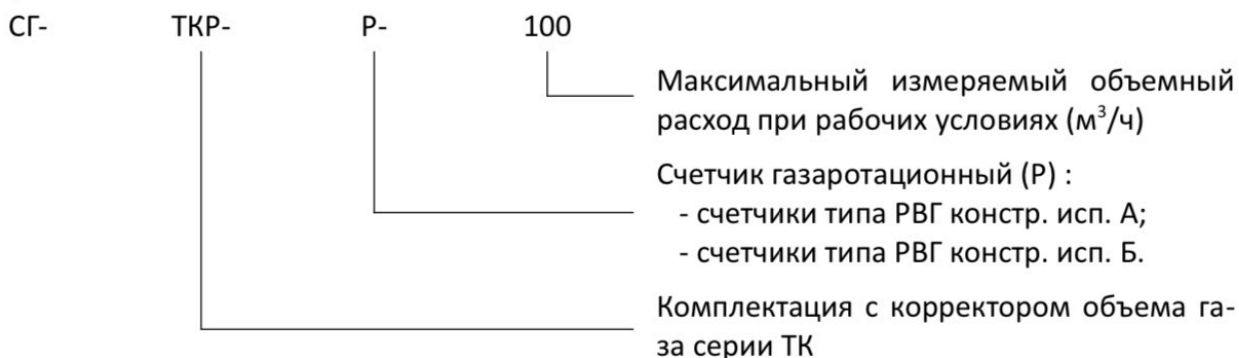 СГ- ТКР- Р- 100
Максимальный измеряемый объемный
расход при рабочих условиях (м³/ч)
Счетчик газаротационный (Р) :
- счетчики типа РВГ констр. исп. А;
- счетчики типа РВГ констр. исп. Б.
Комплектация с корректором объема га-
за серии ТК